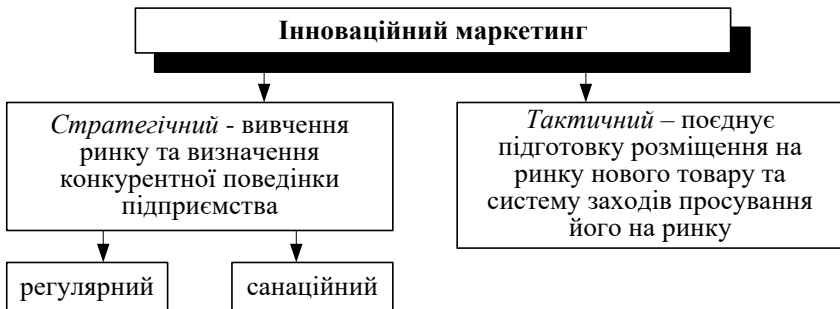 Інноваційний маркетинг
Стратегічний - вивчення
ринку та визначення
конкурентної поведінки
підприємства
Тактичний – поєднує
підготовку розміщення на
ринку нового товару та
систему заходів просування
його на ринку
регулярний
санаційний